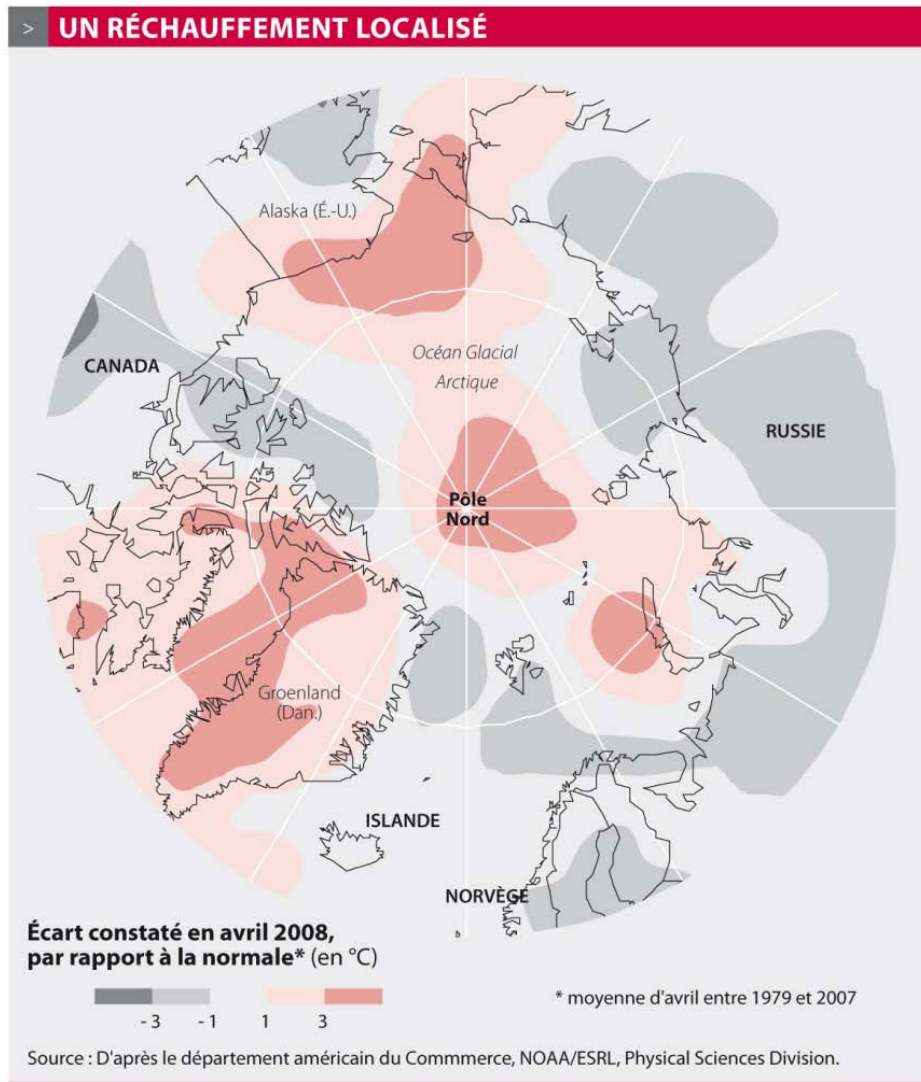 > UN RÉCHAUFFEMENT LOCALISÉ
Alaska (É.-U.)
Océan Glacial
Arctique
CANADA
RUSSIE
Pôle
Nord
Groenland
(Dan.)
ISLANDE
NORVÈGE
Écart constaté en avril 2008,
par rapport à la normale* (en °C)
- 3 - 1 1 3
* moyenne d'avril entre 1979 et 2007
Source : D'après le département américain du Commmerce, NOAA/ESRL, Physical Sciences Division.